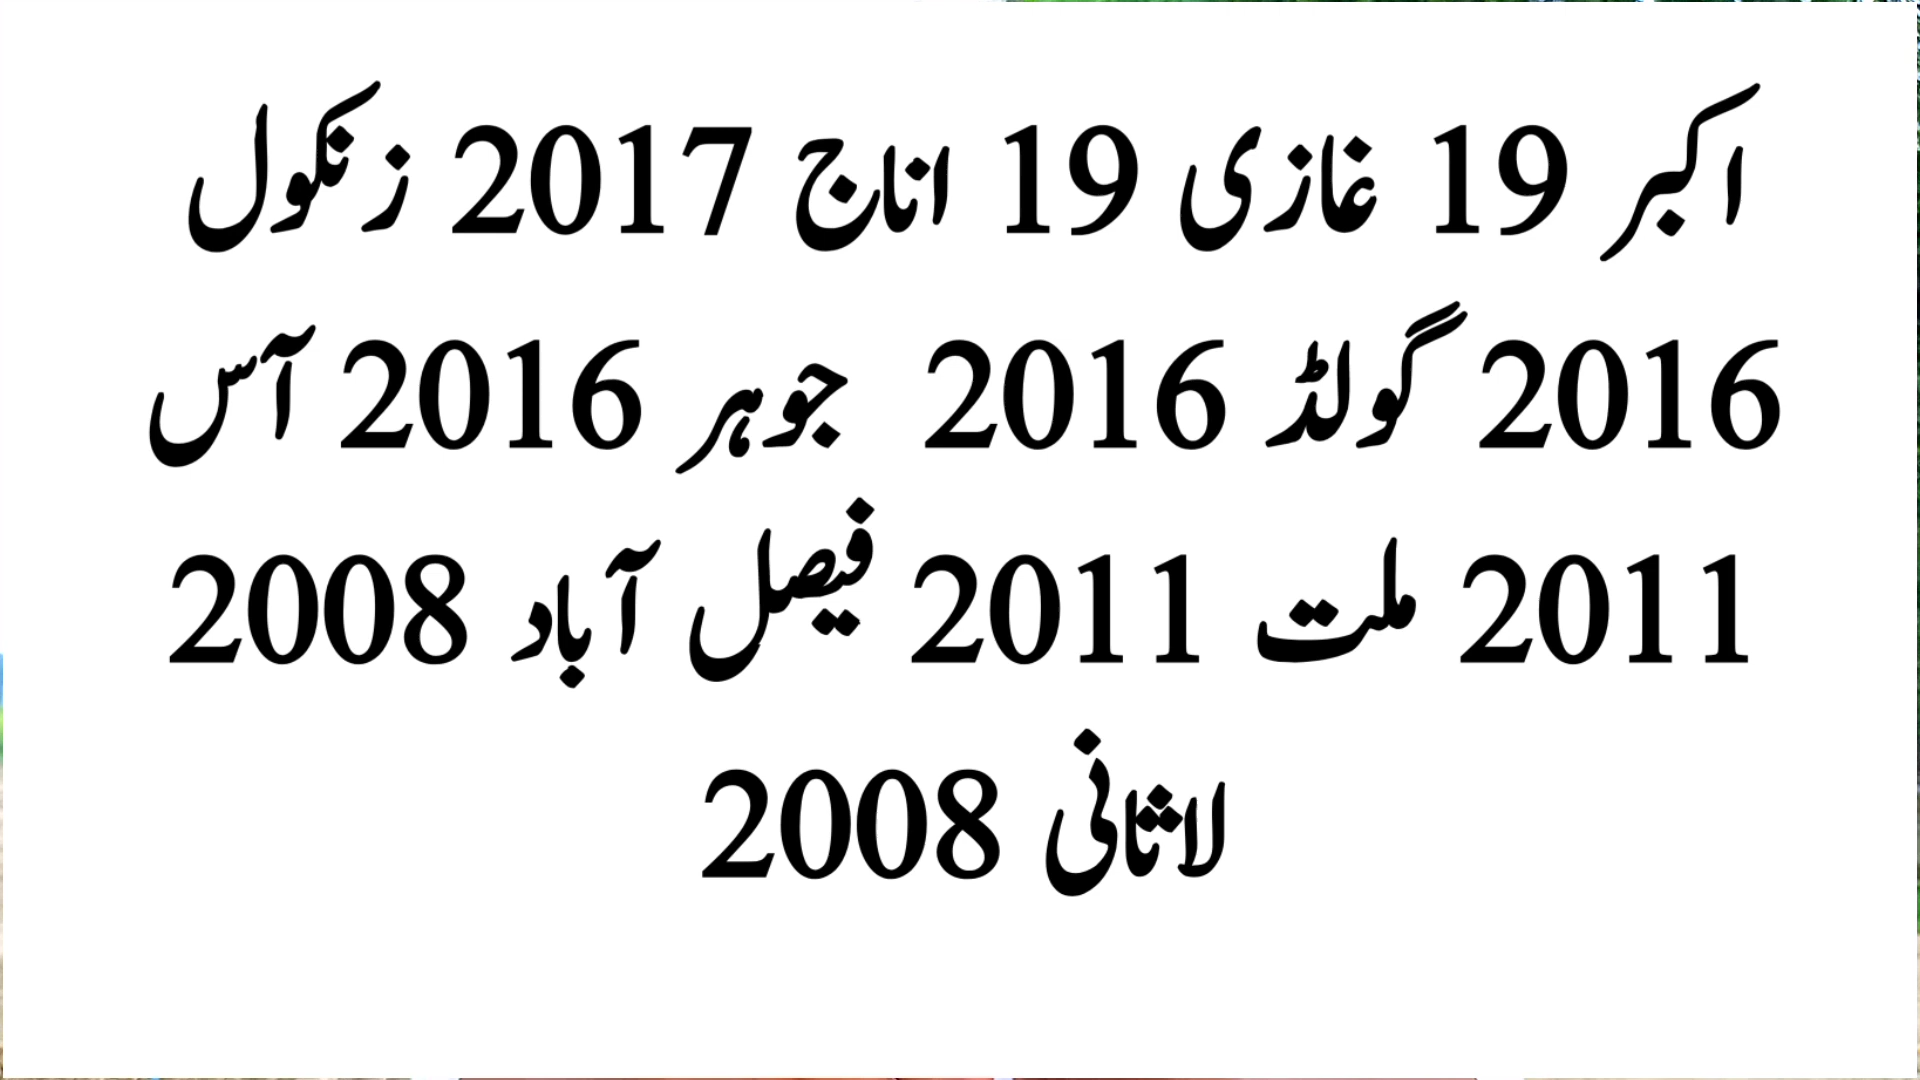 اکبر 19 غازی 19 اناج 2017 زنکول
2016 گولڈ 2016 جوہر 2016 آس
2011 ملت 2011 فیصل آباد 2008
لاثانی 2008